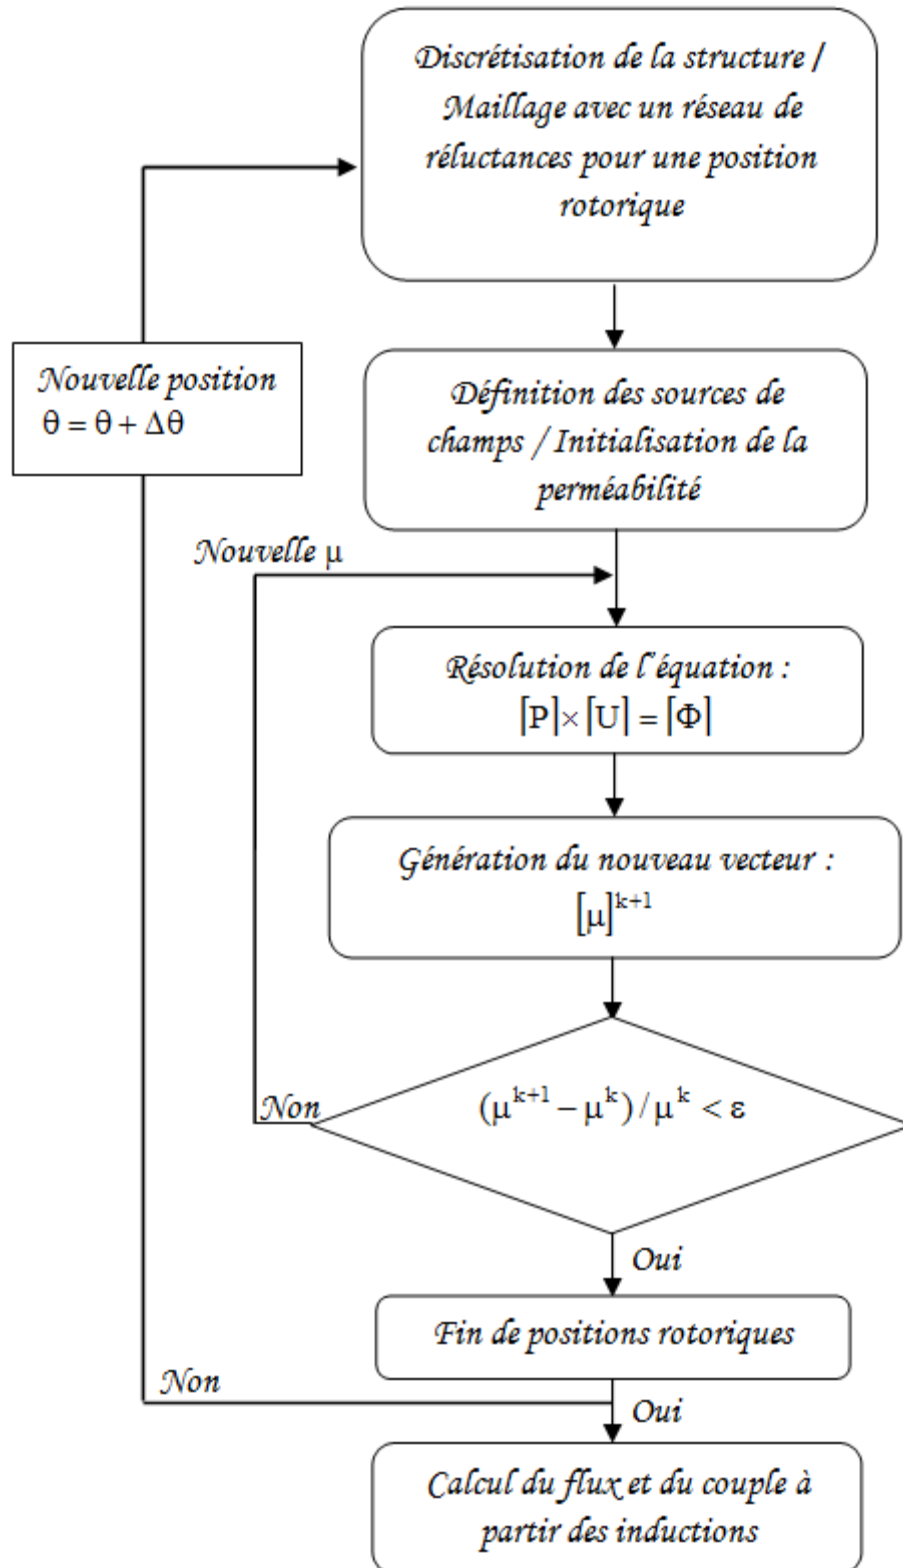 Discrétisation de la structure /
Maillage avec un réseau de
réluctances pour une position
rotorique
Nouvelle position
θ = θ + Δθ
Définition des sources de
champs / Initialisation de la
perméabilité
Nouvelle μ
Résolution de l'équation :
⌈P⌉×⌈U⌉ = ⌈Φ⌉
Génération du nouveau vecteur :
[μ]^{k+1}
(μ^{k+1} − μ^{k}) / μ^{k} < ε
Non
Oui
Fin de positions rotoriques
Non
Oui
Calcul du flux et du couple à
partir des inductions